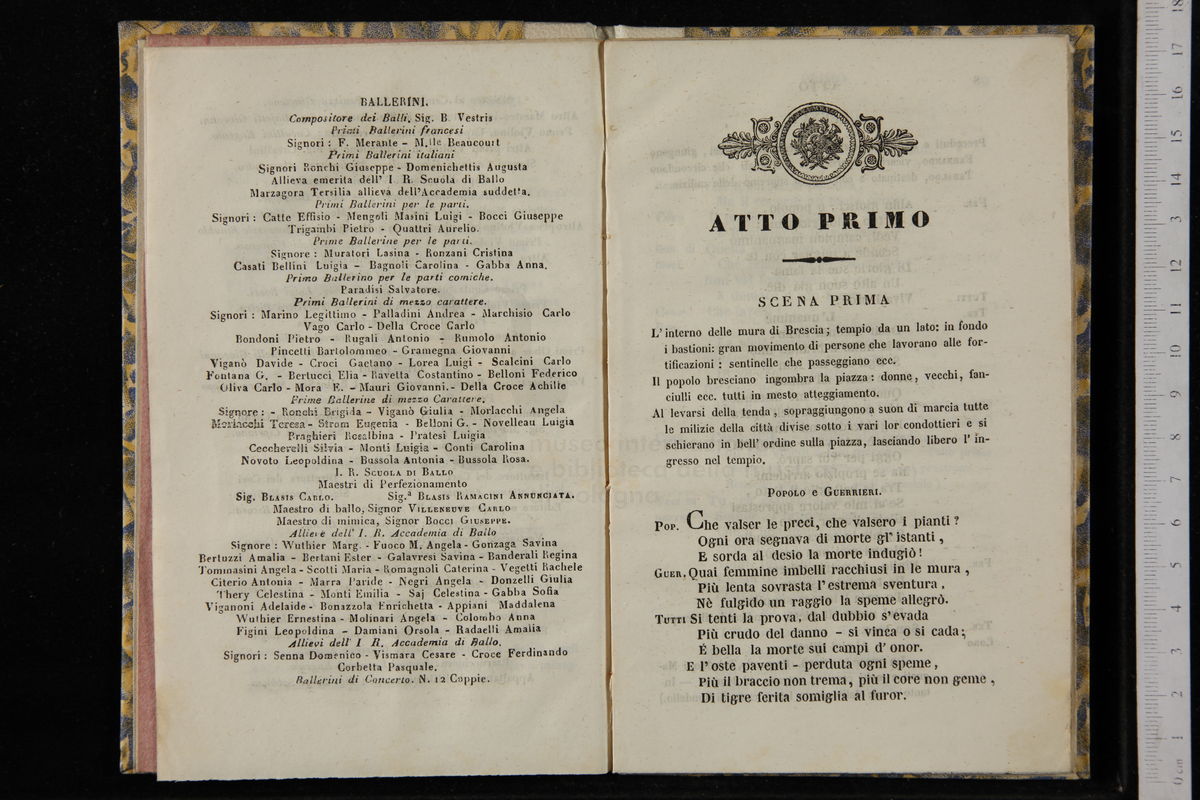 BALLERINI.
Compositore dei Balli, Sig. B. Vestris
Primi Ballerini francesi
Signori : F. Merante - M.lle Beaucourt
Primi Ballerini italiani
Signori Ronchi Giuseppe - Domenichettis Augusta
Allieva emerita dell' I. R. Scuola di Ballo
Marzagora Tersilia allieva dell'Accademia suddetta.
Primi Ballerini per le parti.
Signori : Catte Effisio - Mengoli Masini Luigi - Bocci Giuseppe
Trigambi Pietro - Quattri Aurelio.
Prime Ballerine per le parti.
Signore : Muratori Lasina - Ronzani Cristina
Casati Bellini Luigia - Bagnoli Carolina - Gabba Anna.
Primo Ballerino per le parti comiche.
Paradisi Salvatore.
Primi Ballerini di mezzo carattere.
Signori : Marino Legittimo - Palladini Andrea - Marchisio Carlo
Vago Carlo - Della Croce Carlo
Bondoni Pietro - Rugali Antonio - Rumolo Antonio
Pincetti Bartolommeo - Gramegna Giovanni
Viganò Davide - Croci Gaetano - Lorea Luigi - Scalcini Carlo
Fontana G. - Bertucci Elia - Ravetta Costantino - Belloni Federico
Oliva Carlo - Mora E. - Mauri Giovanni. - Della Croce Achille
Prime Ballerine di mezzo Carattere.
Signore : - Ronchi Brigida - Viganò Giulia - Morlacchi Angela
Morlacchi Teresa - Strom Eugenia - Belloni G. - Novelleau Luigia
Praghieri Rosalbina - Pratesi Luigia
Ceccherelli Silvia - Monti Luigia - Conti Carolina
Novoto Leopoldina - Bussola Antonia - Bussola Rosa.
I. R. SCUOLA DI BALLO
Maestri di Perfezionamento
Sig. BLASIS CARLO. Sig.a BLASIS RAMACINI ANNUNCIATA.
Maestro di ballo, Signor VILLENEUVE CARLO
Maestro di mimica, Signor BOCCI GIUSEPPE.
Allieve dell' I. R. Accademia di Ballo
Signore : Wuthier Marg. - Fuoco M. Angela - Gonzaga Savina
Bertuzzi Amalia - Bertani Ester - Galavresi Savina - Banderali Regina
Tommasini Angela - Scotti Maria - Romagnoli Caterina - Vegetti Rachele
Citerio Antonia - Marra Paride - Negri Angela - Donzelli Giulia
Thery Celestina - Monti Emilia - Saj Celestina - Gabba Sofia
Viganoni Adelaide - Bonazzola Enrichetta - Appiani Maddalena
Wuthier Ernestina - Molinari Angela - Colombo Anna
Figini Leopoldina - Damiani Orsola - Radaelli Amalia
Allievi dell' I R. Accademia di Ballo.
Signori : Senna Domenico - Vismara Cesare - Croce Ferdinando
Corbetta Pasquale.
Ballerini di Concerto. N. 12 Coppie.
ATTO PRIMO
SCENA PRIMA
L' interno delle mura di Brescia; tempio da un lato: in fondo
i bastioni: gran movimento di persone che lavorano alle for-
tificazioni : sentinelle che passeggiano ecc.
Il popolo bresciano ingombra la piazza : donne, vecchi, fan-
ciulli ecc. tutti in mesto atteggiamento.
Al levarsi della tenda, sopraggiungono a suon di marcia tutte
le milizie della città divise sotto i vari lor condottieri e si
schierano in bell' ordine sulla piazza, lasciando libero l' in-
gresso nel tempio.
POPOLO e GUERRIERI.
POP. Che valser le preci, che valsero i pianti ?
Ogni ora segnava di morte gl' istanti,
E sorda al desio la morte indugiò!
GUER. Quai femmine imbelli racchiusi in le mura,
Più lenta sovrasta l' estrema sventura,
Nè fulgido un raggio la speme allegrò.
TUTTI Si tenti la prova, dal dubbio s' evada
Più crudo del danno - si vinca o si cada;
È bella la morte sui campi d' onor.
E l' oste paventi - perduta ogni speme,
Più il braccio non trema, più il core non geme,
Di tigre ferita somiglia al furor.